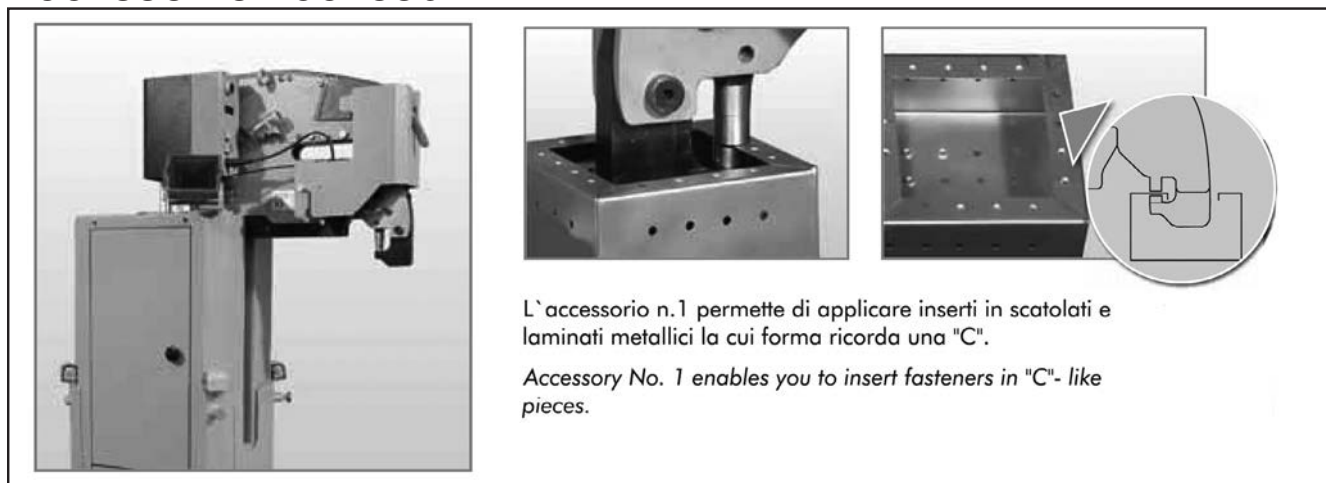 L`accessorio n.1 permette di applicare inserti in scatolati e
laminati metallici la cui forma ricorda una "C".
Accessory No. 1 enables you to insert fasteners in "C"- like
pieces.